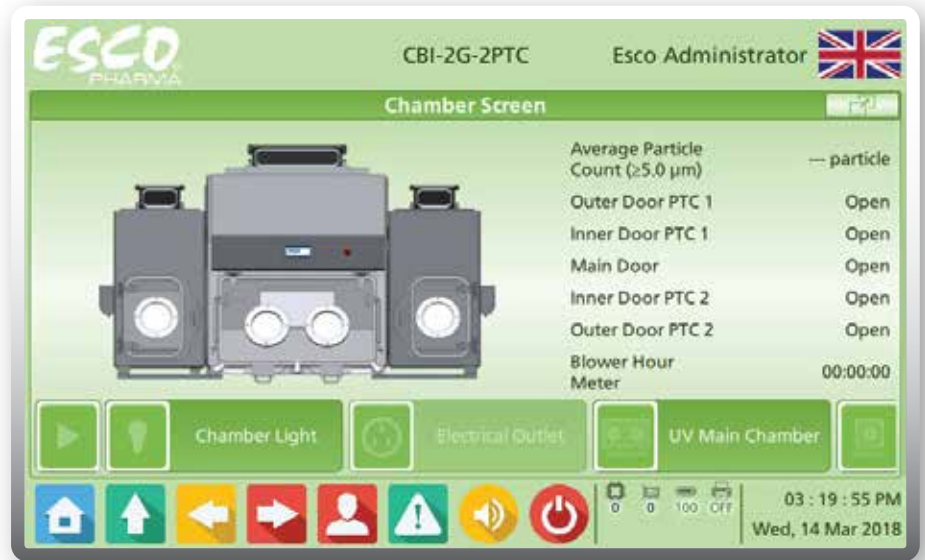 ESCO
PHARMA
CBI-2G-2PTC
Esco Administrator
Chamber Screen
Average Particle
Count (≥5.0 μm)
--- particle
Outer Door PTC 1
Open
Inner Door PTC 1
Open
Main Door
Open
Inner Door PTC 2
Open
Outer Door PTC 2
Open
Blower Hour
Meter
00:00:00
Chamber Light
Electrical Outlet
UV Main Chamber
0
0
100
OFF
03 : 19 : 55 PM
Wed, 14 Mar 2018